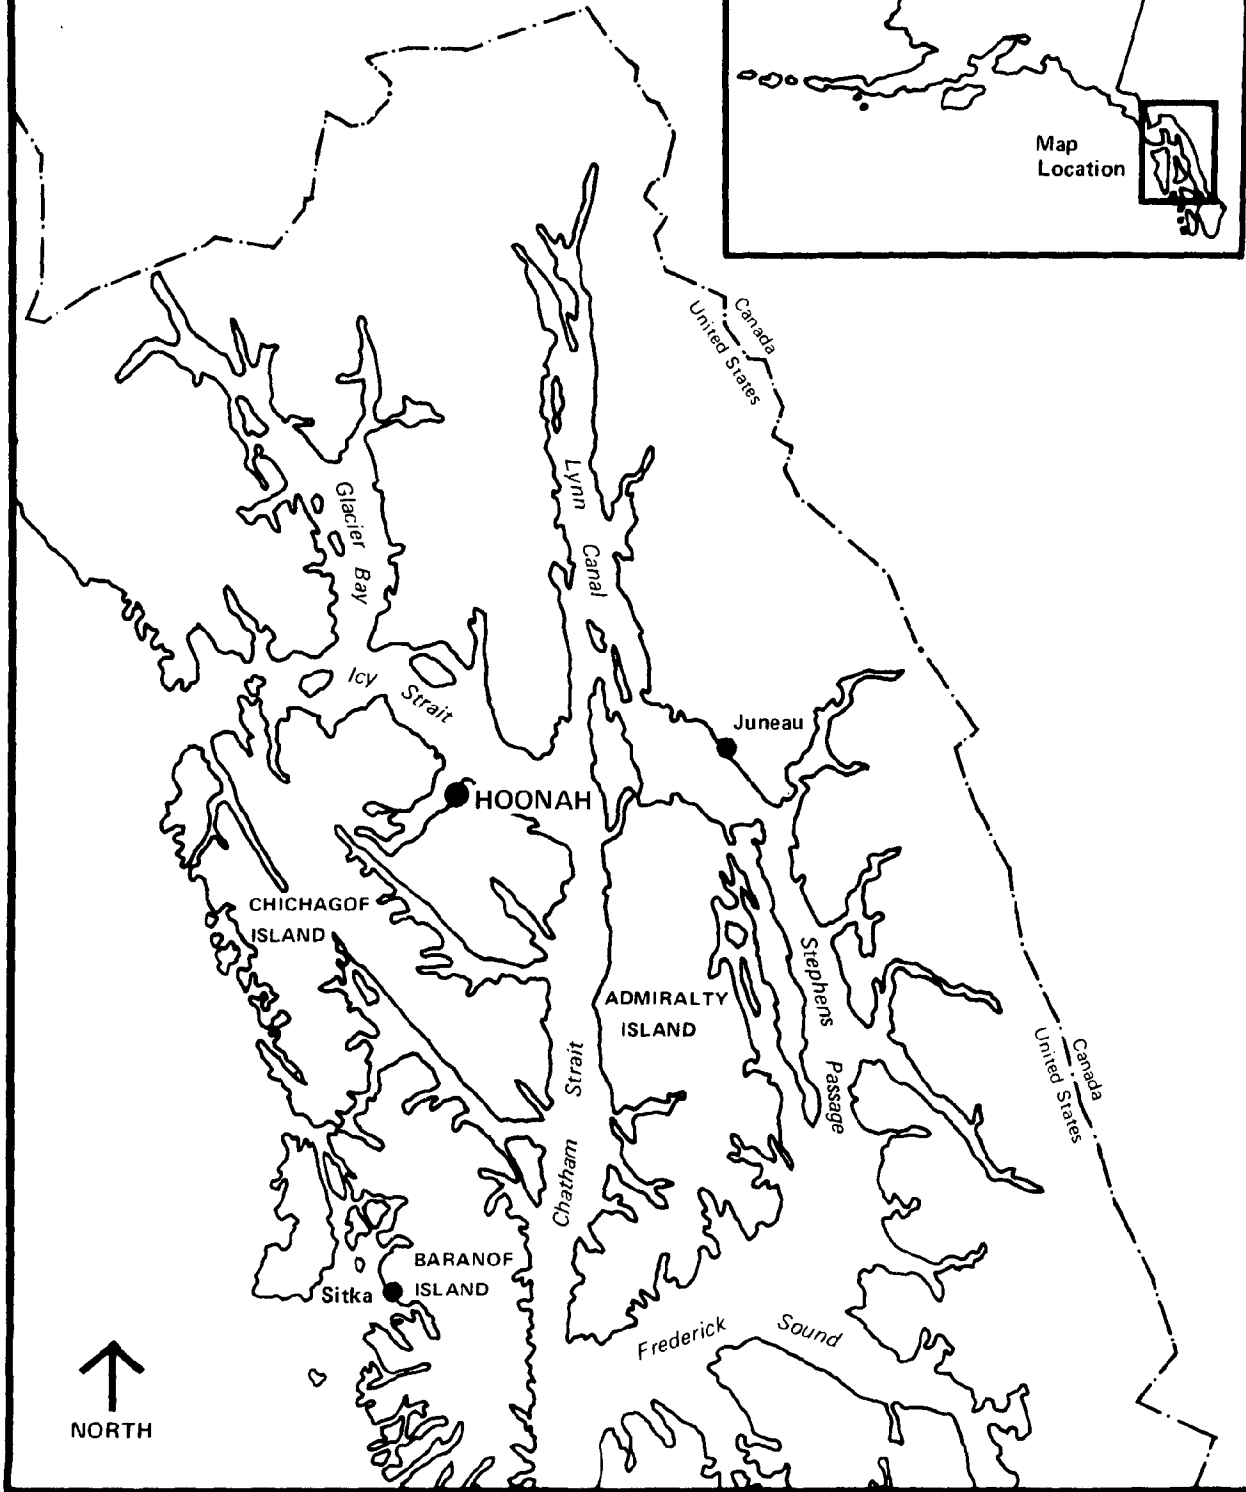 Map
Location
Canada
United States
Lynn
Canal
Glacier
Bay
Icy
Strait
Juneau
HOONAH
CHICHAGOF
ISLAND
ADMIRALTY
ISLAND
Stephens
Passage
Canada
United States
Chatham
Strait
BARANOF
ISLAND
Sitka
Frederick
Sound
NORTH